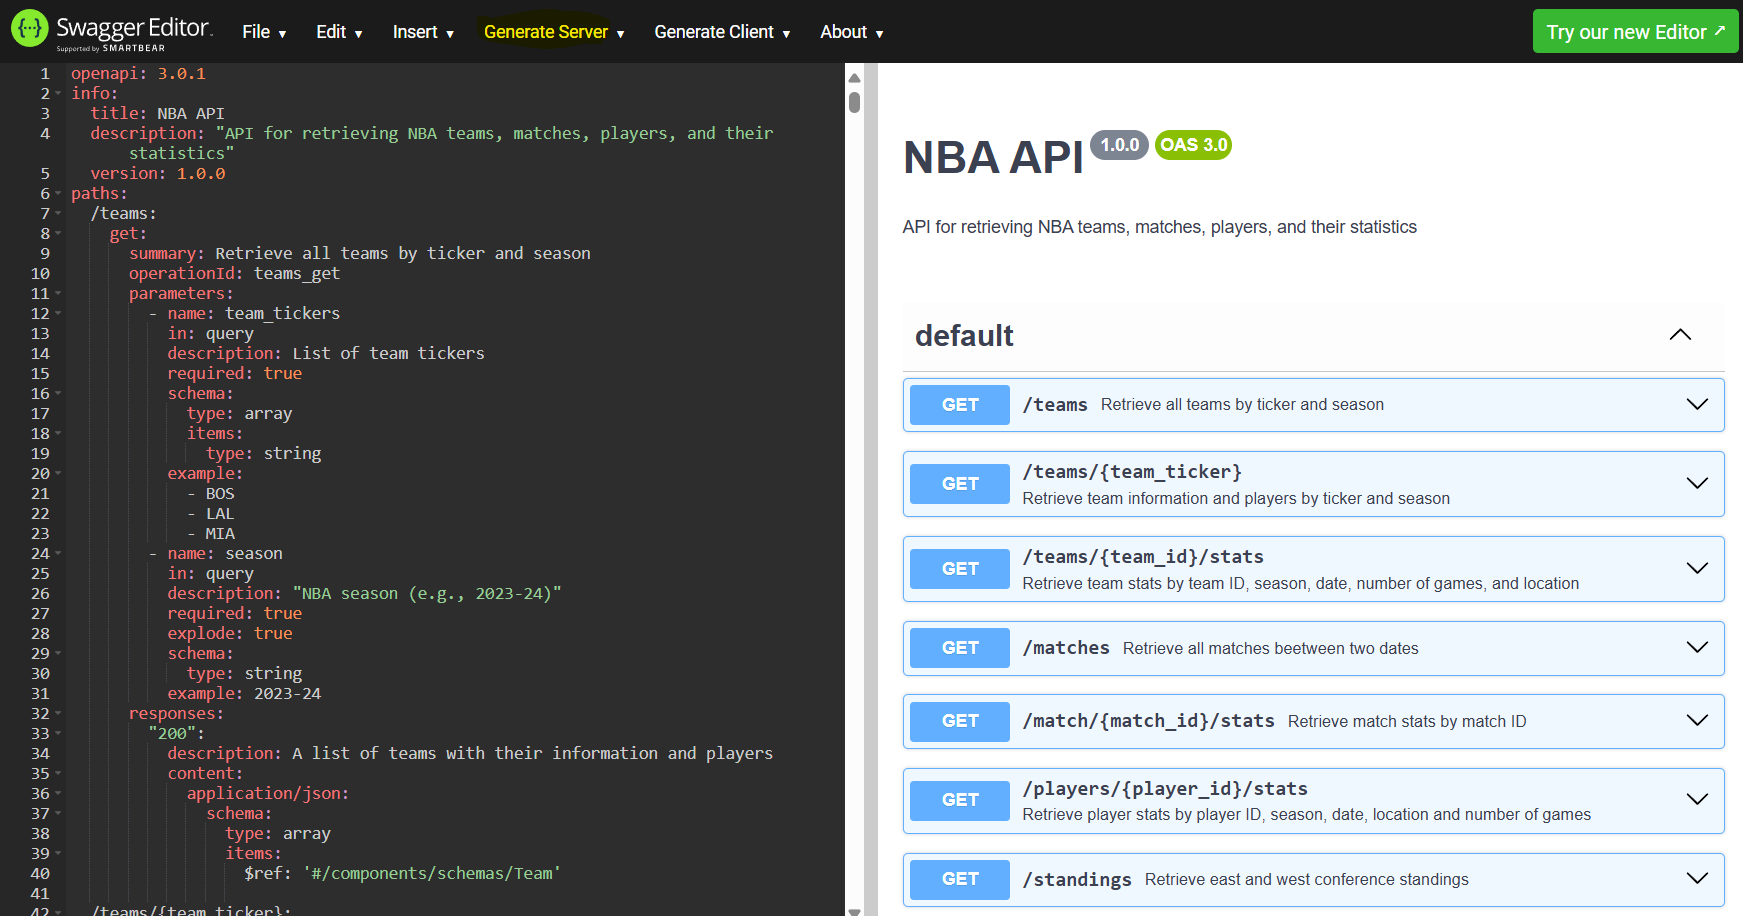 Swagger Editor
Supported by SMARTBEAR
File ▼
Edit ▼
Insert ▼
Generate Server ▼
Generate Client ▼
About ▼
Try our new Editor ↗
1 openapi: 3.0.1
2 info:
3 title: NBA API
4 description: "API for retrieving NBA teams, matches, players, and their
statistics"
5 version: 1.0.0
6 paths:
7 /teams:
8 get:
9 summary: Retrieve all teams by ticker and season
10 operationId: teams_get
11 parameters:
12 - name: team_tickers
13 in: query
14 description: List of team tickers
15 required: true
16 schema:
17 type: array
18 items:
19 type: string
20 example:
21 - BOS
22 - LAL
23 - MIA
24 - name: season
25 in: query
26 description: "NBA season (e.g., 2023-24)"
27 required: true
28 explode: true
29 schema:
30 type: string
31 example: 2023-24
32 responses:
33 "200":
34 description: A list of teams with their information and players
35 content:
36 application/json:
37 schema:
38 type: array
39 items:
40 $ref: '#/components/schemas/Team'
41
42 /teams/{team_ticker}:
NBA API 1.0.0 OAS 3.0
API for retrieving NBA teams, matches, players, and their statistics
default
GET /teams Retrieve all teams by ticker and season
GET /teams/{team_ticker}
Retrieve team information and players by ticker and season
GET /teams/{team_id}/stats
Retrieve team stats by team ID, season, date, number of games, and location
GET /matches Retrieve all matches beetween two dates
GET /match/{match_id}/stats Retrieve match stats by match ID
GET /players/{player_id}/stats
Retrieve player stats by player ID, season, date, location and number of games
GET /standings Retrieve east and west conference standings